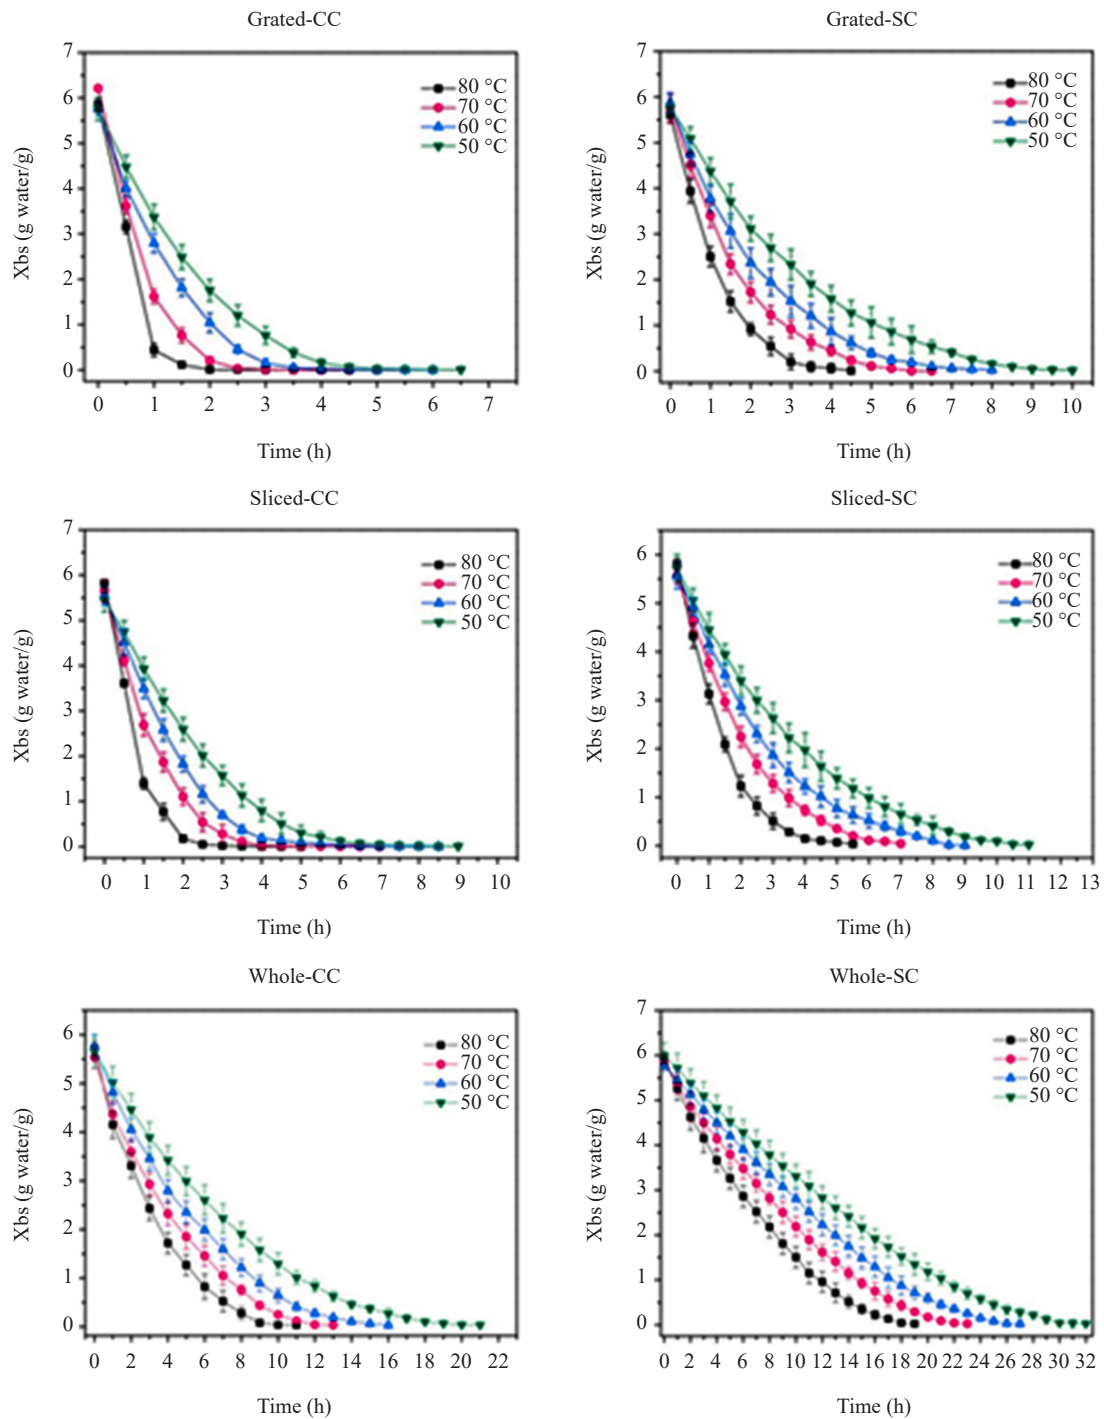 Grated-CC
7
6
5
4
3
2
1
0
Xbs (g water/g)
80 °C
70 °C
60 °C
50 °C
0 1 2 3 4 5 6 7
Time (h)
Grated-SC
7
6
5
4
3
2
1
0
Xbs (g water/g)
80 °C
70 °C
60 °C
50 °C
0 1 2 3 4 5 6 7 8 9 10
Time (h)
Sliced-CC
7
6
5
4
3
2
1
0
Xbs (g water/g)
80 °C
70 °C
60 °C
50 °C
0 1 2 3 4 5 6 7 8 9 10
Time (h)
Sliced-SC
6
5
4
3
2
1
0
Xbs (g water/g)
80 °C
70 °C
60 °C
50 °C
0 1 2 3 4 5 6 7 8 9 10 11 12 13
Time (h)
Whole-CC
6
5
4
3
2
1
0
Xbs (g water/g)
80 °C
70 °C
60 °C
50 °C
0 2 4 6 8 10 12 14 16 18 20 22
Time (h)
Whole-SC
7
6
5
4
3
2
1
0
Xbs (g water/g)
80 °C
70 °C
60 °C
50 °C
0 2 4 6 8 10 12 14 16 18 20 22 24 26 28 30 32
Time (h)